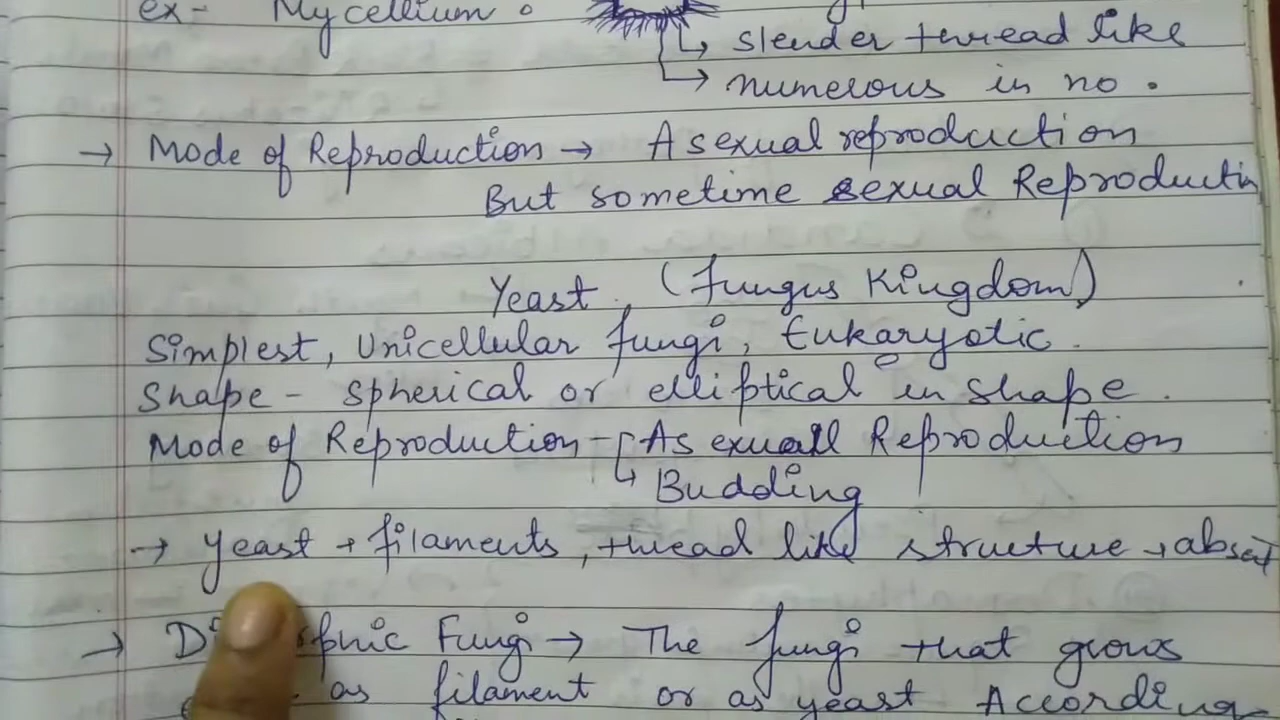 ex- Mycellium.
↳ slender thread like
↳ numerous in no.
→ Mode of Reproduction → Asexual reproduction
But sometime sexual Reproductin
Yeast (fungus Kingdom)
Simplest, Unicellular fungi, Eukaryotic.
Shape - spherical or elliptical in shape.
Mode of Reproduction - Asexuall Reproduction
↳ Budding
→ yeast → filaments, thread like structure → absent
→ Fungi → The fungi that grows
as filament or as yeast According